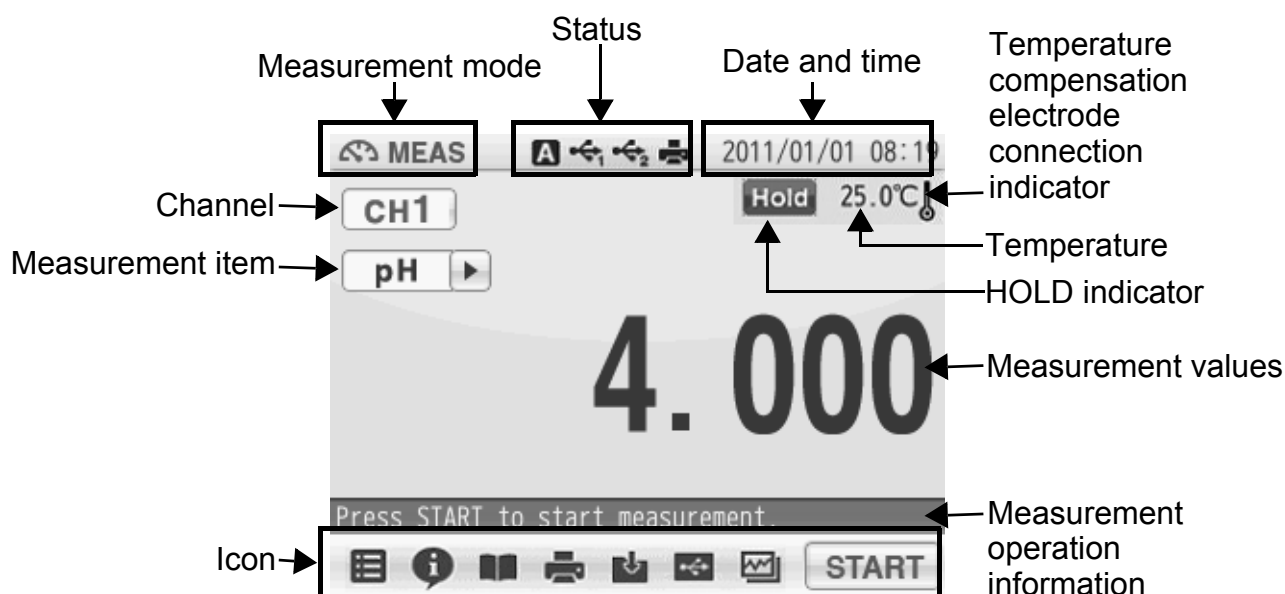 Status
Measurement mode
Date and time
Temperature
compensation
electrode
connection
indicator
MEAS
A 1 2
2011/01/01 08:19
Channel
CH1
Hold
25.0℃
Measurement item
pH
Temperature
HOLD indicator
4.000
Measurement values
Press START to start measurement.
Measurement
operation
information
Icon
START